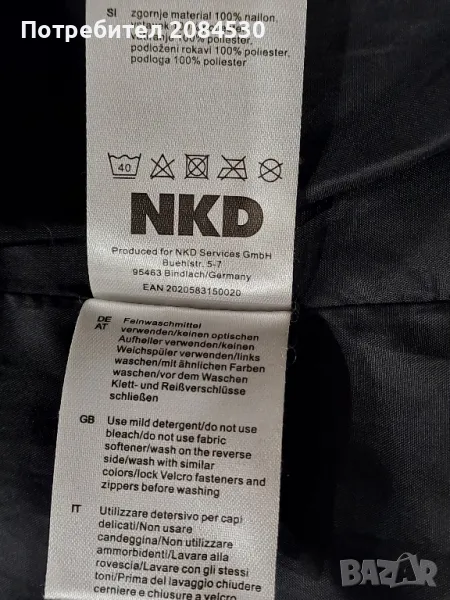 Потребител 2084530
SI zgornje material 100% nailon,
100% poliester,
podloženi rokavi 100% poliester,
podloga 100% poliester
40
NKD
Produced for NKD Services GmbH
Buehlstr. 5-7
95463 Bindlach/Germany
EAN 2020583150020
DE Feinwaschmittel
AT verwenden/keinen optischen
Aufheller verwenden/keinen
Weichspüler verwenden/links
waschen/mit ähnlichen Farben
waschen/vor dem Waschen
Klett- und Reißverschlüsse
schließen
GB Use mild detergent/do not use
bleach/do not use fabric
softener/wash on the reverse
side/wash with similar
colors/lock Velcro fasteners and
zippers before washing
IT Utilizzare detersivo per capi
delicati/Non usare
candeggina/Non utilizzare
ammorbidenti/Lavare alla
rovescia/Lavare con gli stessi
toni/Prima del lavaggio chiudere
cerniere e chiusure a velcro
BAZAR